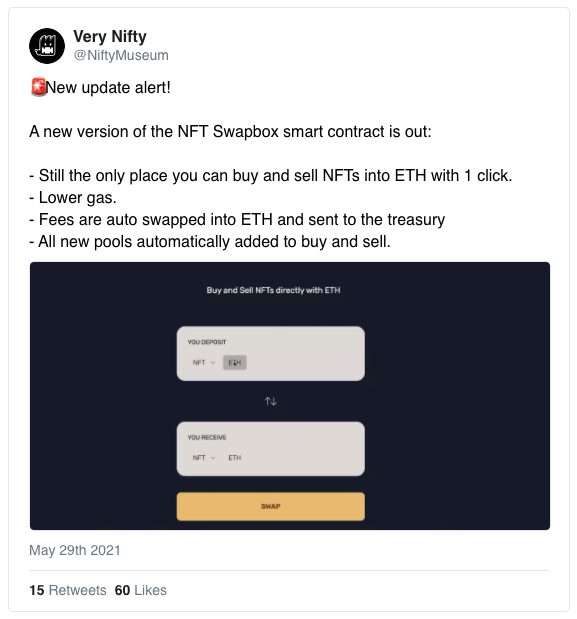 Very Nifty
@NiftyMuseum
🚨New update alert!
A new version of the NFT Swapbox smart contract is out:
- Still the only place you can buy and sell NFTs into ETH with 1 click.
- Lower gas.
- Fees are auto swapped into ETH and sent to the treasury
- All new pools automatically added to buy and sell.
Buy and Sell NFTs directly with ETH
YOU DEPOSIT
NFT ETH
YOU RECEIVE
NFT ETH
SWAP
May 29th 2021
15 Retweets 60 Likes